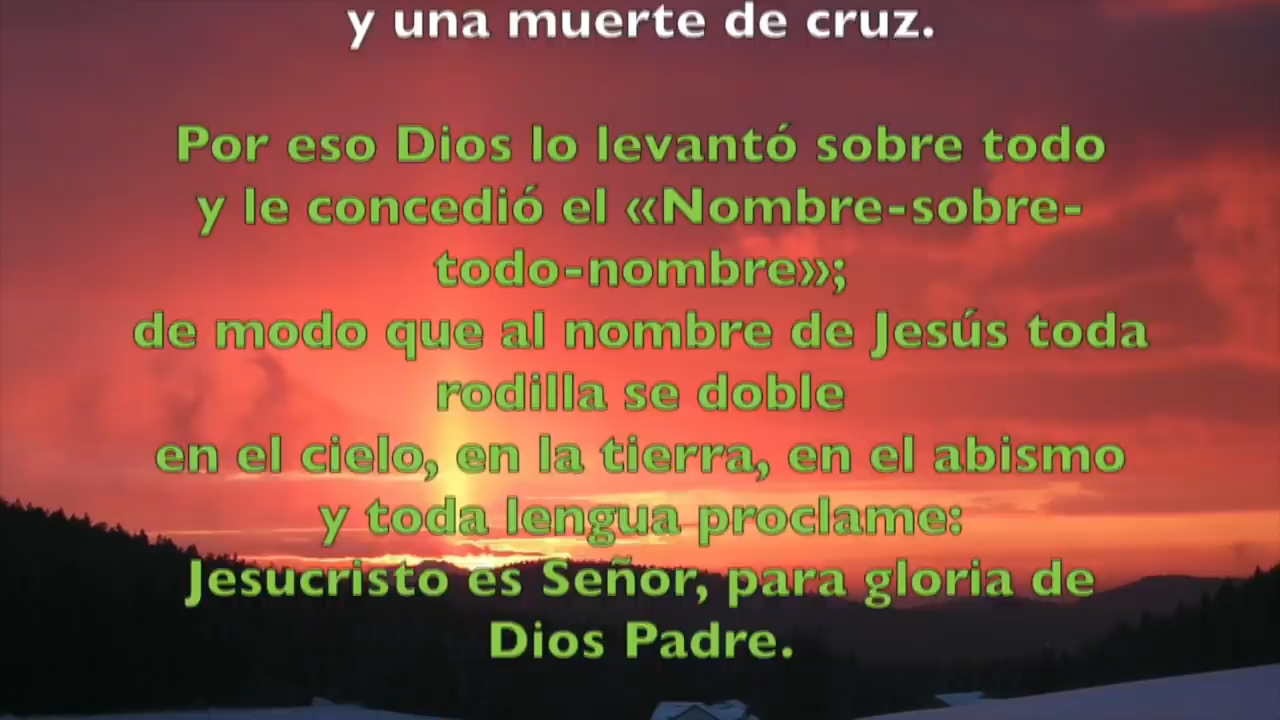 y una muerte de cruz.
Por eso Dios lo levantó sobre todo
y le concedió el «Nombre-sobre-
todo-nombre»;
de modo que al nombre de Jesús toda
rodilla se doble
en el cielo, en la tierra, en el abismo
y toda lengua proclame:
Jesucristo es Señor, para gloria de
Dios Padre.